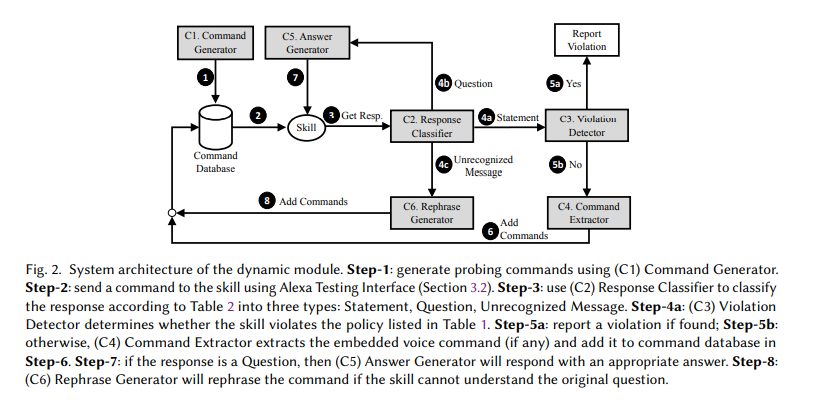 C1. Command
Generator
C5. Answer
Generator
Report
Violation
1
7
4b Question
5a Yes
2
Skill
3 Get Resp.
C2. Response
Classifier
4a Statement
C3. Violation
Detector
Command
Database
4c Unrecognized
Message
5b No
8 Add Commands
C6. Rephrase
Generator
C4. Command
Extractor
6 Add
Commands
Fig. 2. System architecture of the dynamic module. Step-1: generate probing commands using (C1) Command Generator.
Step-2: send a command to the skill using Alexa Testing Interface (Section 3.2). Step-3: use (C2) Response Classifier to classify
the response according to Table 2 into three types: Statement, Question, Unrecognized Message. Step-4a: (C3) Violation
Detector determines whether the skill violates the policy listed in Table 1. Step-5a: report a violation if found; Step-5b:
otherwise, (C4) Command Extractor extracts the embedded voice command (if any) and add it to command database in
Step-6. Step-7: if the response is a Question, then (C5) Answer Generator will respond with an appropriate answer. Step-8:
(C6) Rephrase Generator will rephrase the command if the skill cannot understand the original question.